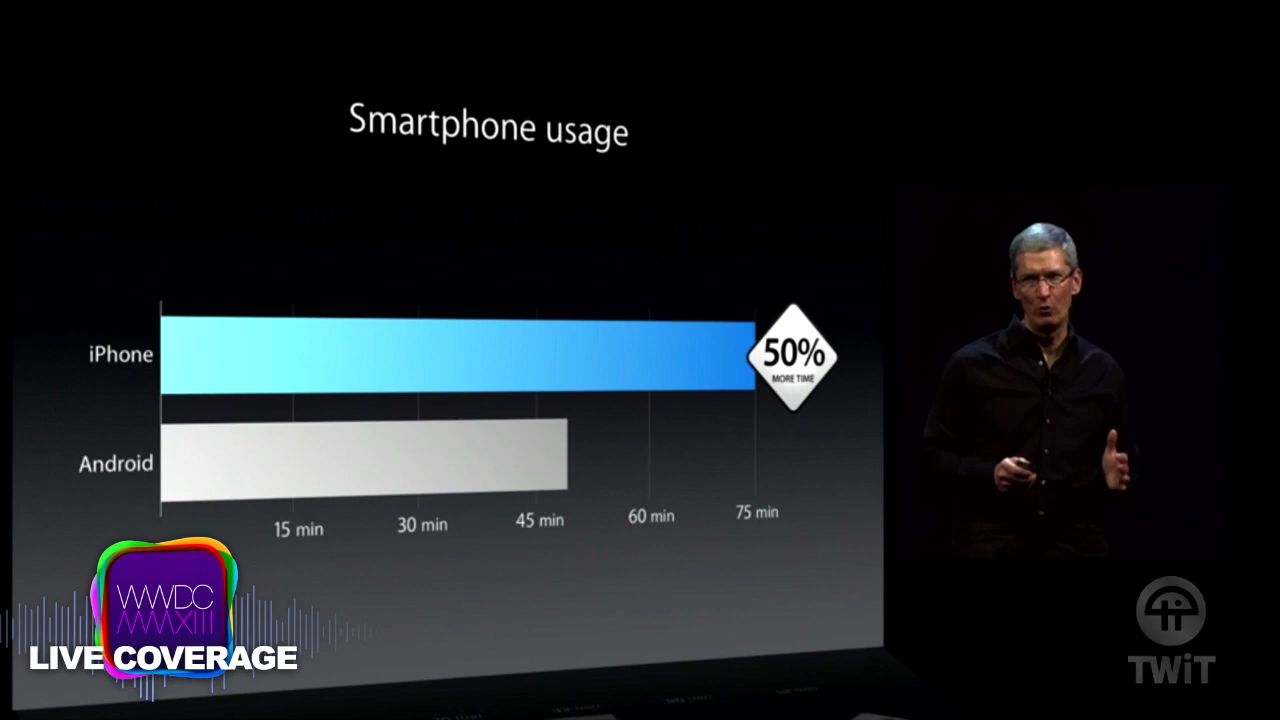 Smartphone usage
iPhone
50%
MORE TIME
Android
15 min
30 min
45 min
60 min
75 min
WWDC
MMXIII
LIVE COVERAGE
TWiT